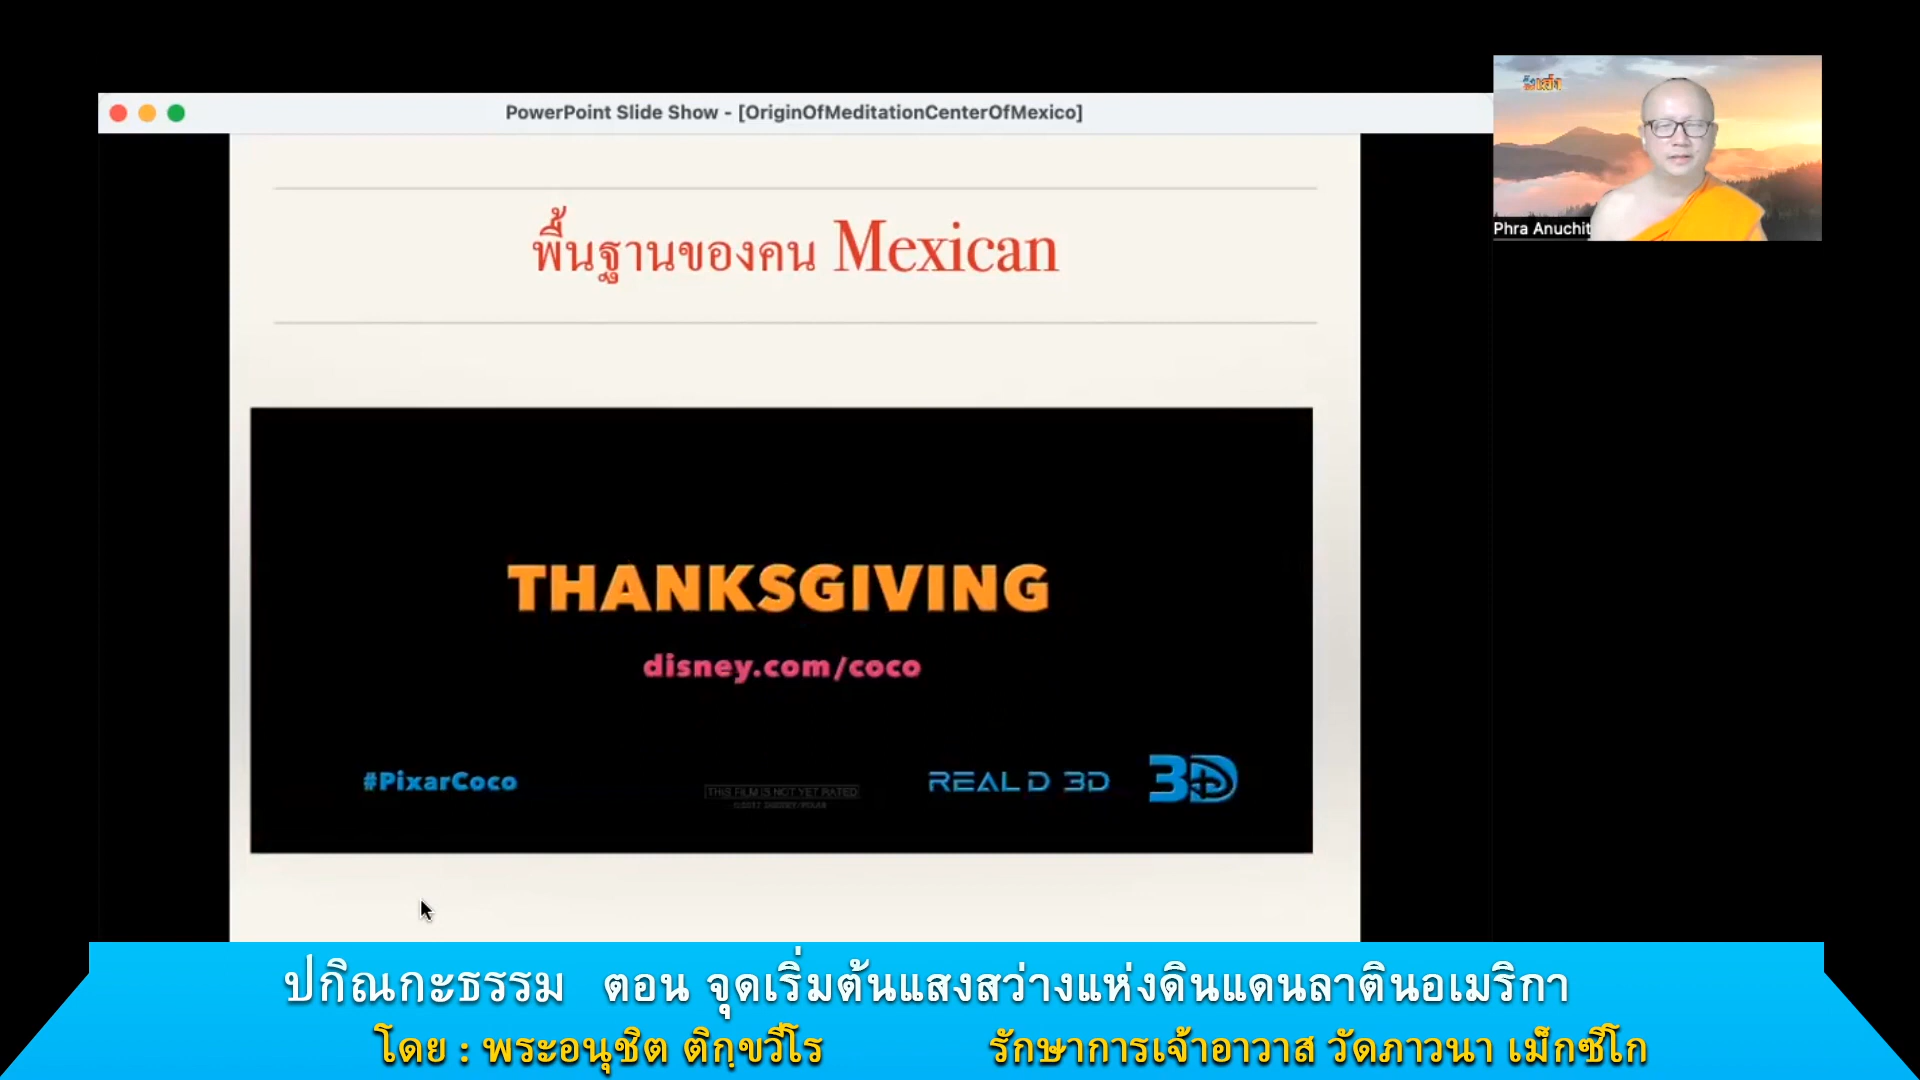 PowerPoint Slide Show - [OriginOfMeditationCenterOfMexico]
Phra Anuchit
พื้นฐานของคน Mexican
THANKSGIVING
disney.com/coco
#PixarCoco
THIS FILM IS NOT YET RATED
REAL D 3D
3D
ปกิณกะธรรม ตอน จุดเริ่มต้นแสงสว่างแห่งดินแดนลาตินอเมริกา
โดย : พระอนุชิต ติกฺขวีโร รักษาการเจ้าอาวาส วัดภาวนา เม็กซิโก